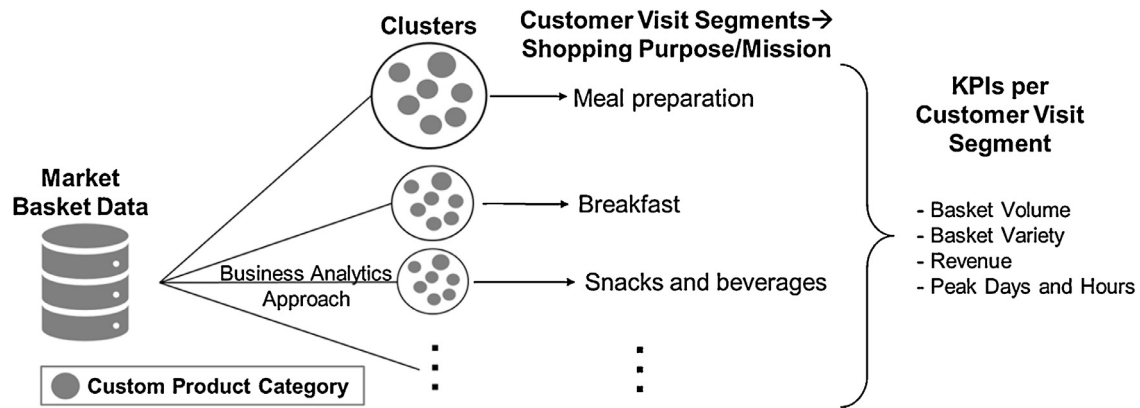 Clusters
Customer Visit Segments→
Shopping Purpose/Mission
KPIs per
Customer Visit
Segment
Meal preparation
Market
Basket Data
Breakfast
Business Analytics
Approach
Snacks and beverages
- Basket Volume
- Basket Variety
- Revenue
- Peak Days and Hours
Custom Product Category